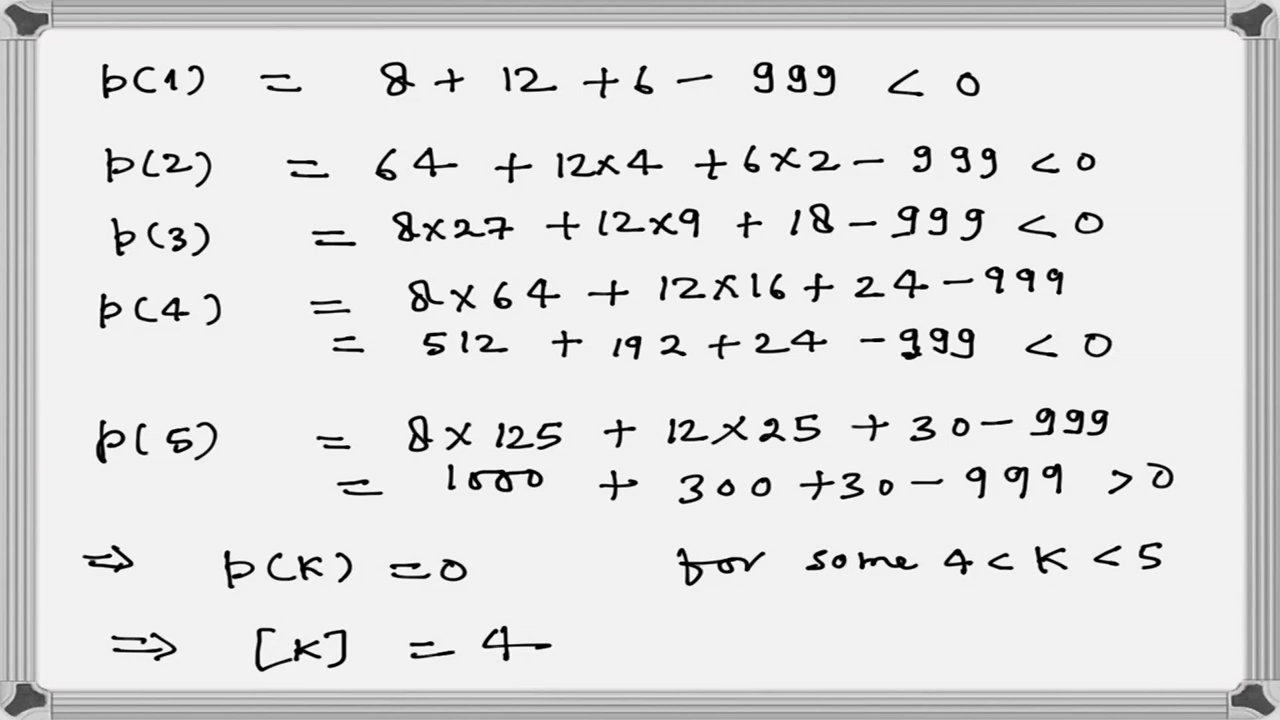 p(1) = 8 + 12 + 6 - 999 < 0
p(2) = 64 + 12×4 + 6×2 - 999 < 0
p(3) = 8×27 + 12×9 + 18 - 999 < 0
p(4) = 8×64 + 12×16 + 24 - 999
= 512 + 192 + 24 - 999 < 0
p(5) = 8×125 + 12×25 + 30 - 999
= 1000 + 300 + 30 - 999 > 0
⇒ p(K) = 0 for some 4 < K < 5
⇒ [K] = 4